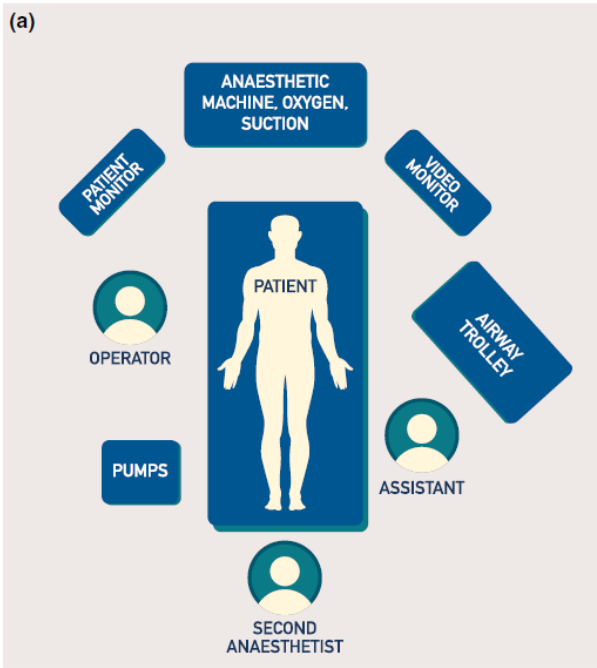 (a)
ANAESTHETIC
MACHINE, OXYGEN,
SUCTION
PATIENT
MONITOR
VIDEO
MONITOR
PATIENT
AIRWAY
TROLLEY
OPERATOR
PUMPS
ASSISTANT
SECOND
ANAESTHETIST